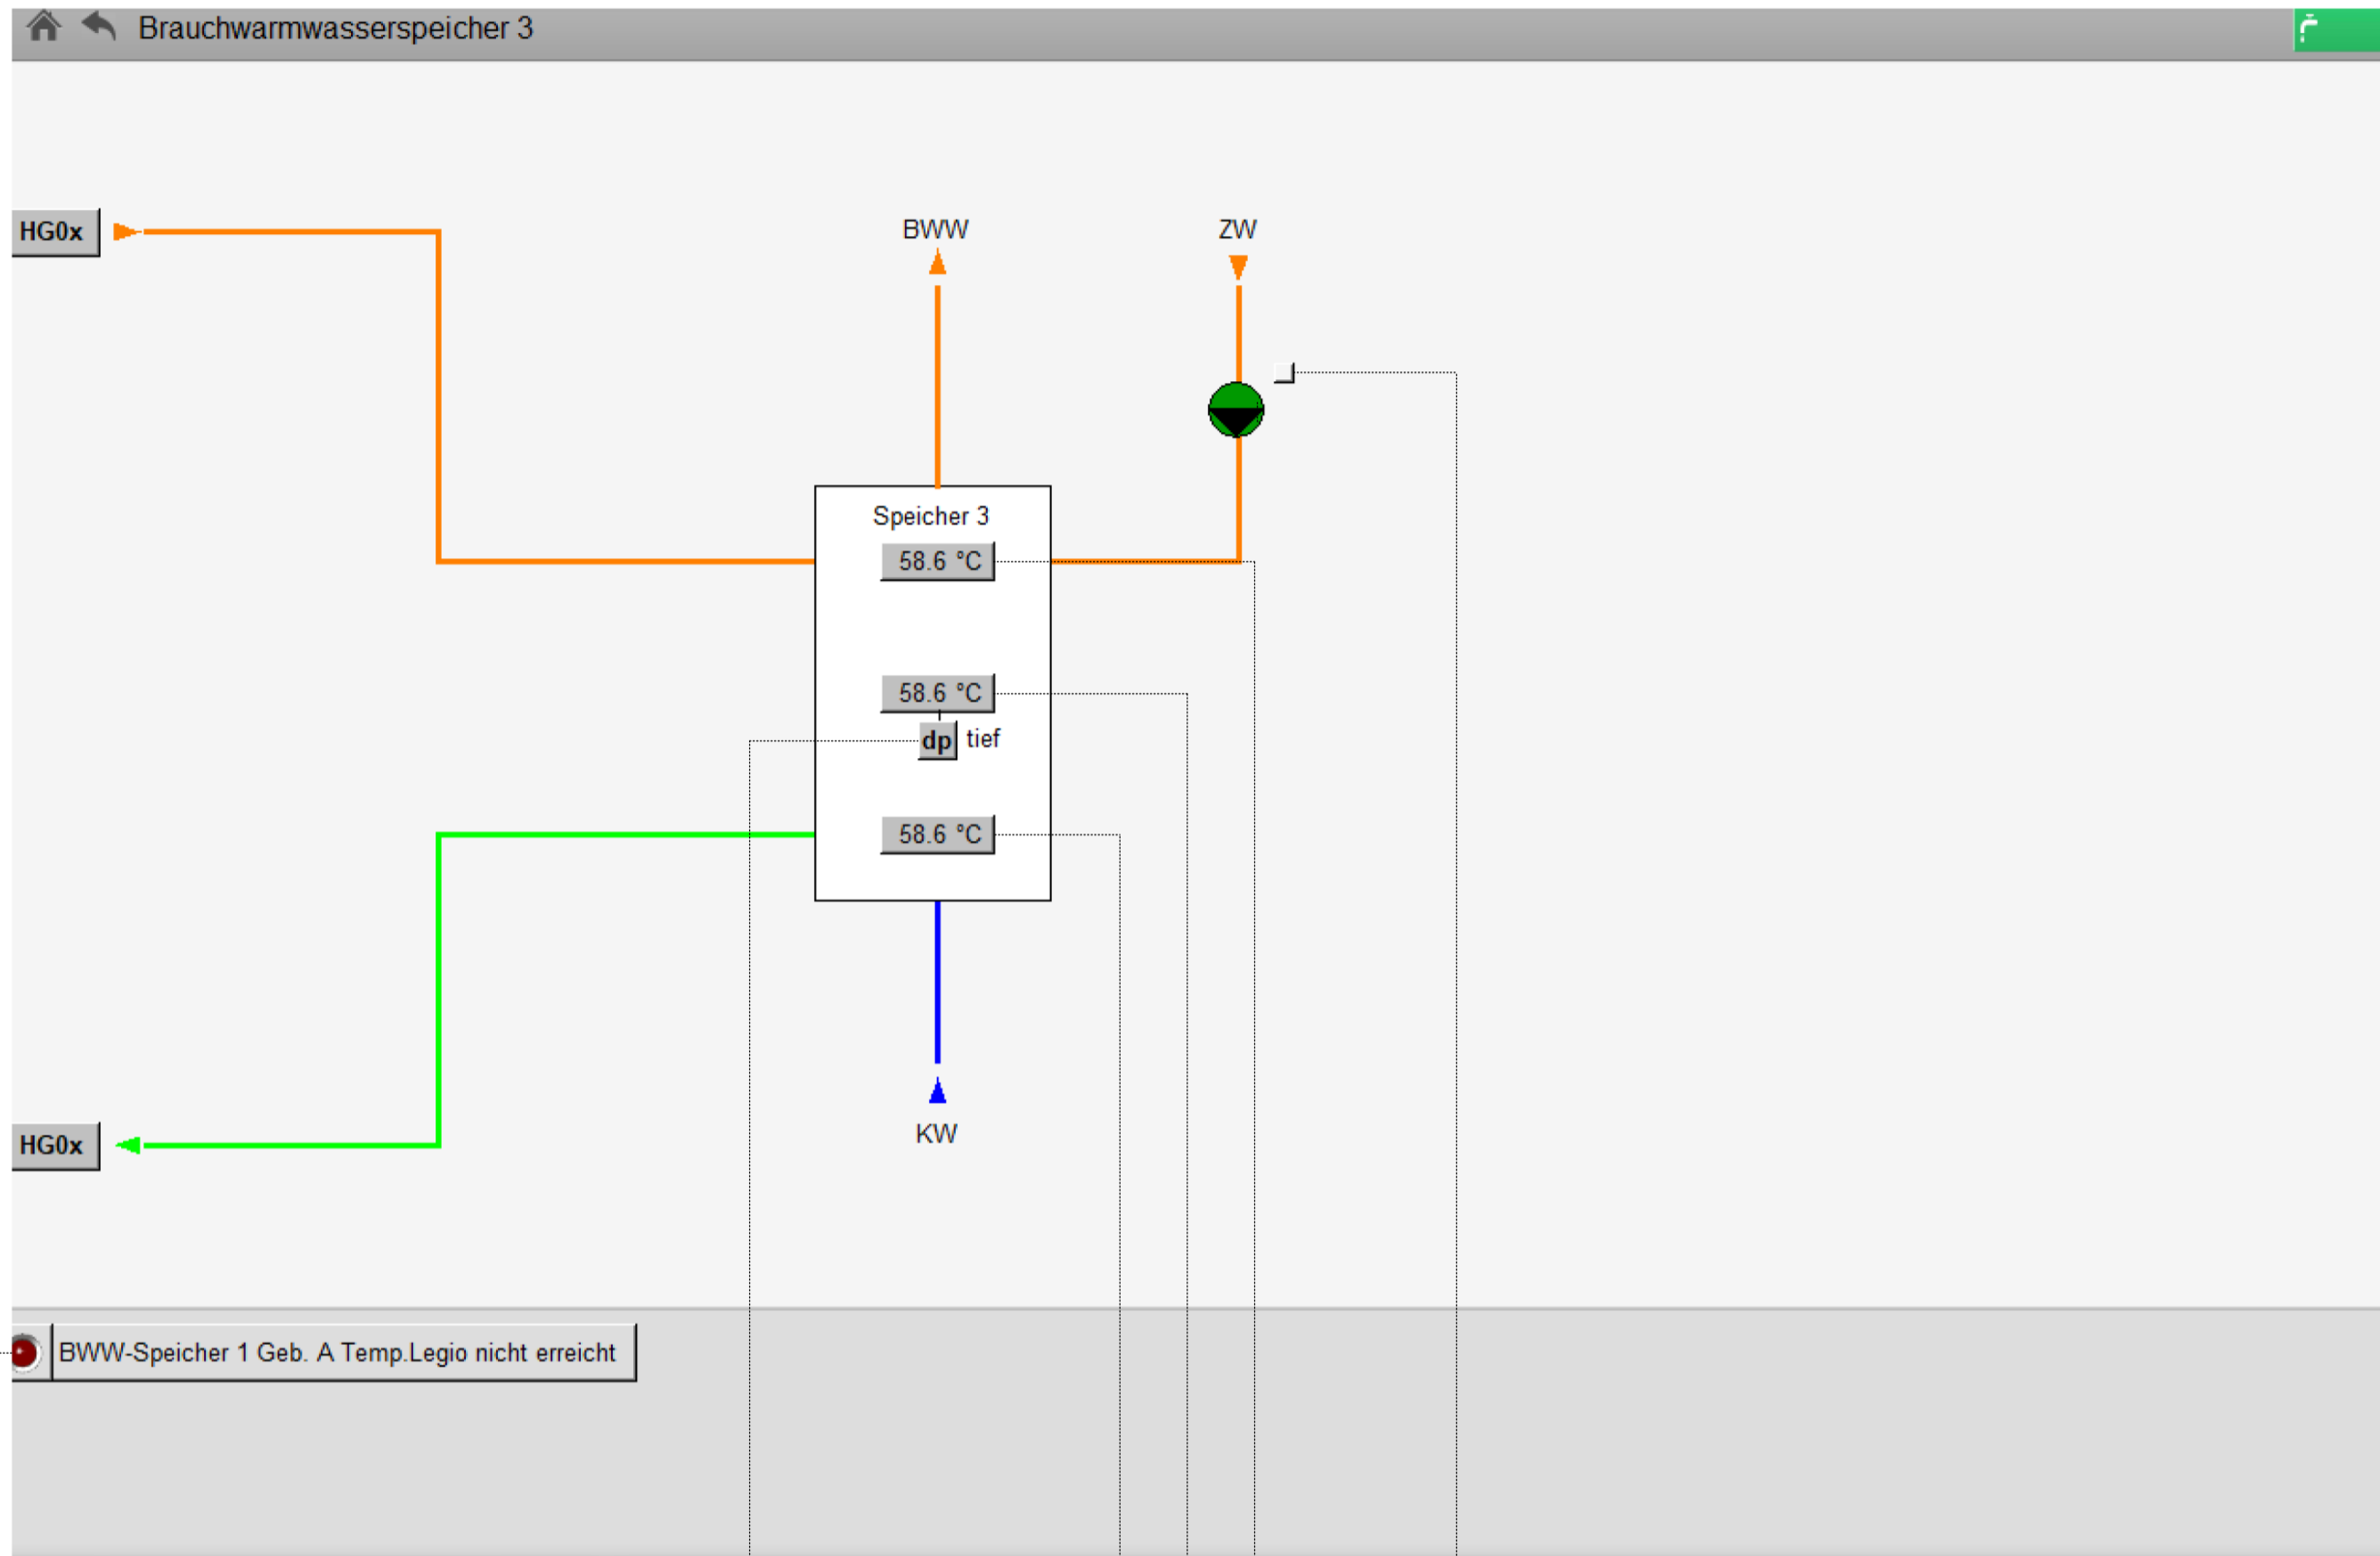 Brauchwarmwasserspeicher 3
HG0x
BWW
ZW
Speicher 3
58.6 °C
58.6 °C
dp tief
58.6 °C
KW
HG0x
BWW-Speicher 1 Geb. A Temp.Legio nicht erreicht